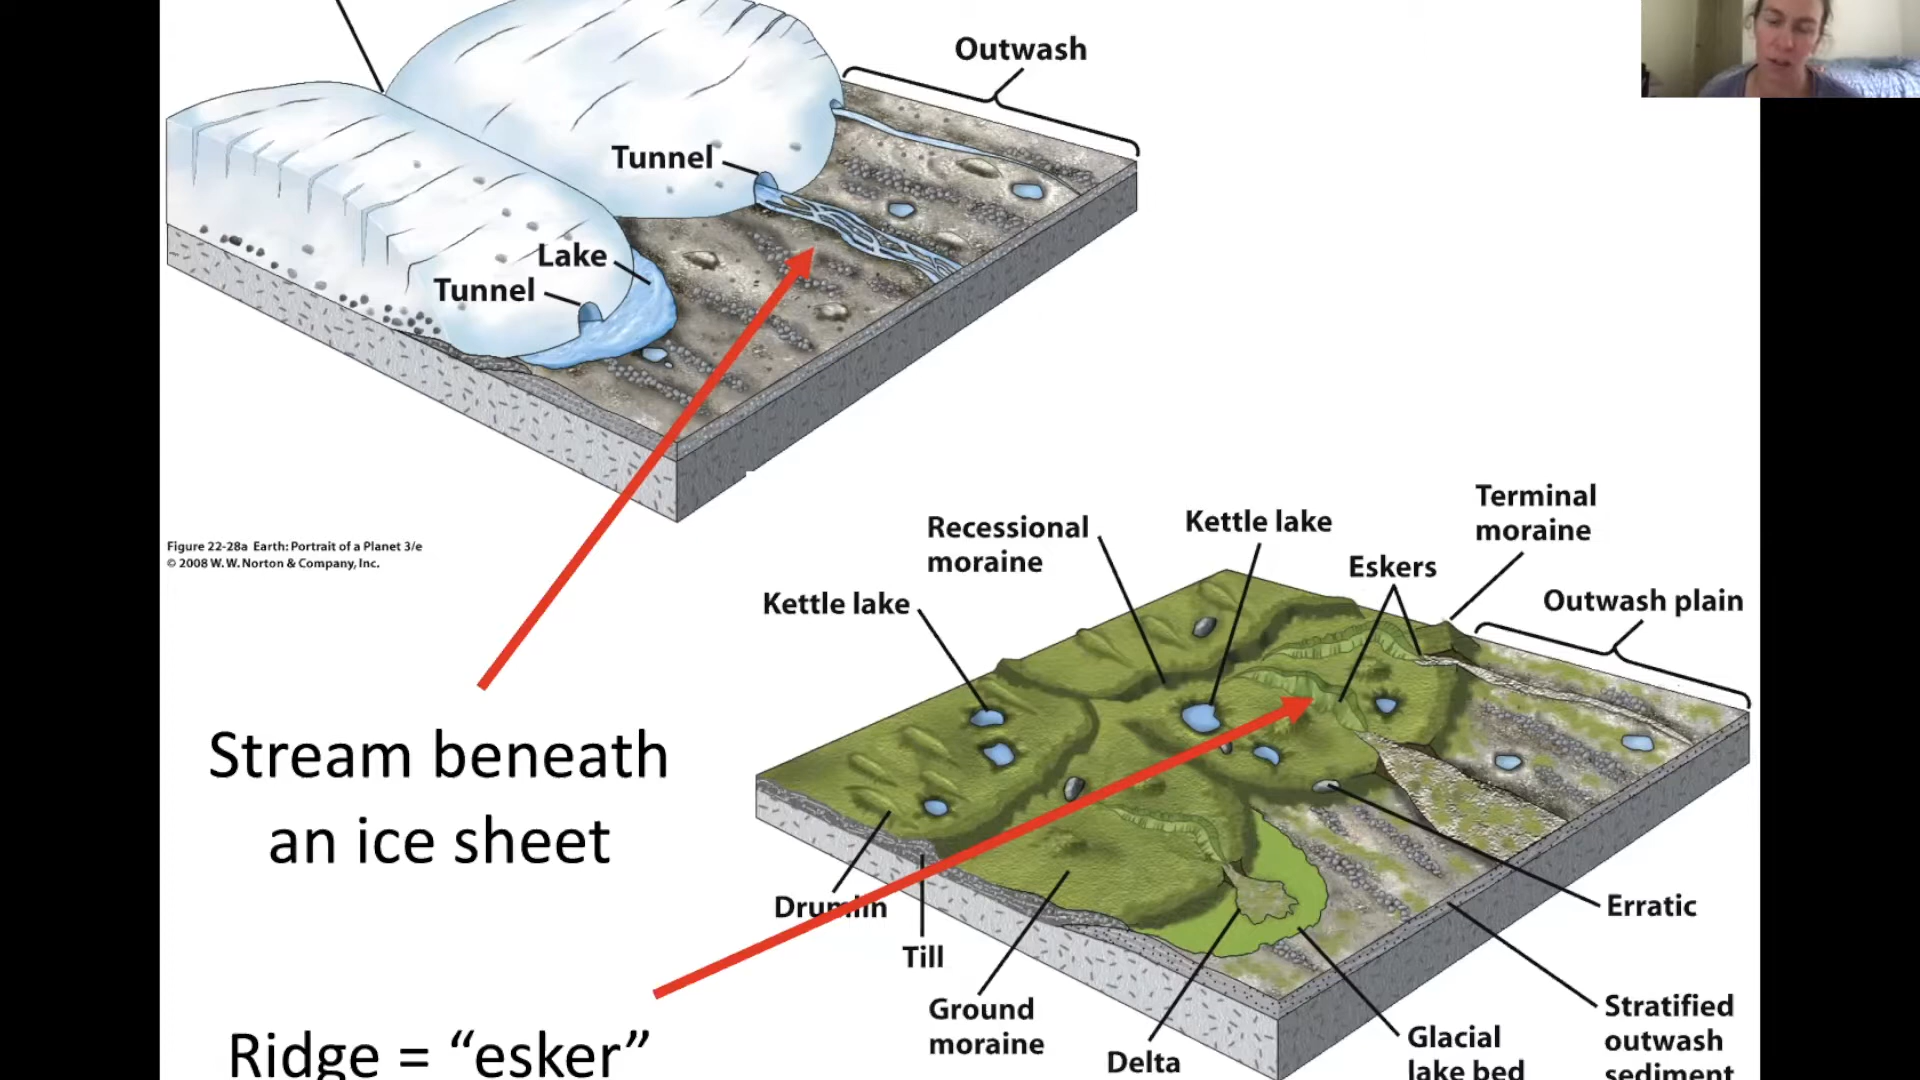 Outwash
Tunnel
Lake
Tunnel
Figure 22-28a Earth: Portrait of a Planet 3/e
© 2008 W. W. Norton & Company, Inc.
Stream beneath
an ice sheet
Ridge = “esker”
Terminal
moraine
Kettle lake
Recessional
moraine
Eskers
Outwash plain
Kettle lake
Drumlin
Till
Ground
moraine
Delta
Glacial
lake bed
Erratic
Stratified
outwash
sediment